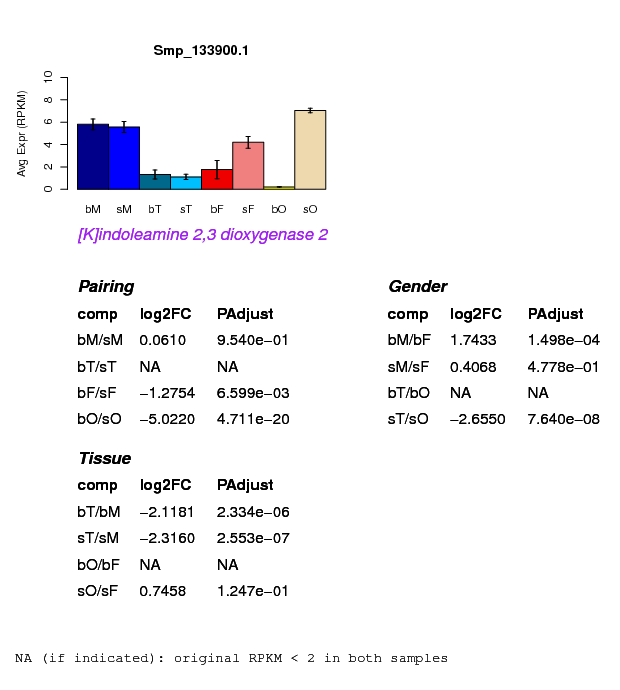 Smp_133900.1
Avg Expr (RPKM)
10
8
6
4
2
0
bM sM bT sT bF sF bO sO
[K]indoleamine 2,3 dioxygenase 2
Pairing
comp log2FC PAdjust
bM/sM 0.0610 9.540e−01
bT/sT NA NA
bF/sF −1.2754 6.599e−03
bO/sO −5.0220 4.711e−20
Gender
comp log2FC PAdjust
bM/bF 1.7433 1.498e−04
sM/sF 0.4068 4.778e−01
bT/bO NA NA
sT/sO −2.6550 7.640e−08
Tissue
comp log2FC PAdjust
bT/bM −2.1181 2.334e−06
sT/sM −2.3160 2.553e−07
bO/bF NA NA
sO/sF 0.7458 1.247e−01
NA (if indicated): original RPKM < 2 in both samples